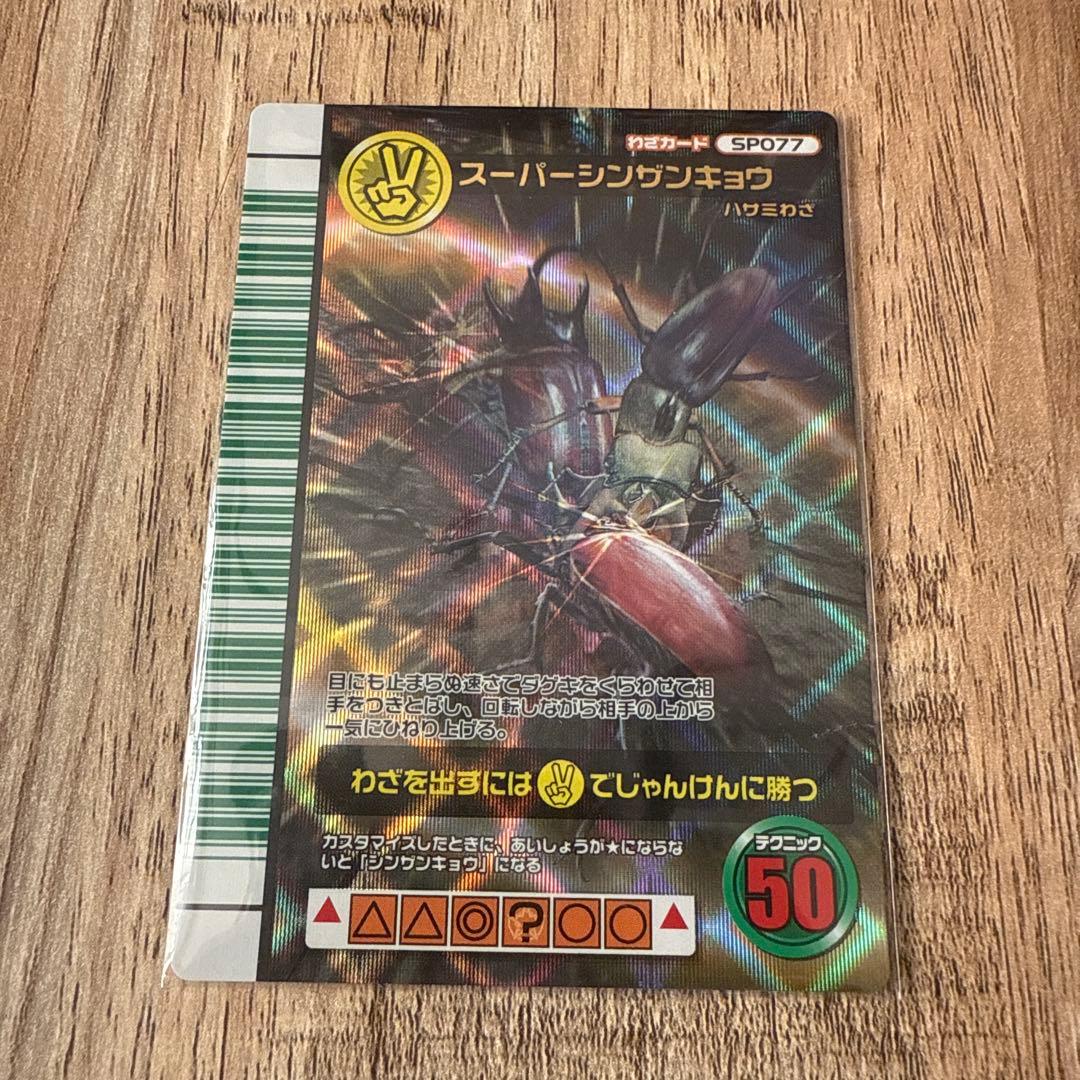 わざカード SP077
スーパーシンザンキョウ
ハサミわざ
目にも止まらぬ速さでダゲキをくらわせて相
手をつきとばし、回転しながら相手の上から
一気にひねり上げる。
わざを出すには でじゃんけんに勝つ
カスタマイズしたときに、あいしょうが★にならな
いと「シンザンキョウ」になる
テクニック
50
?